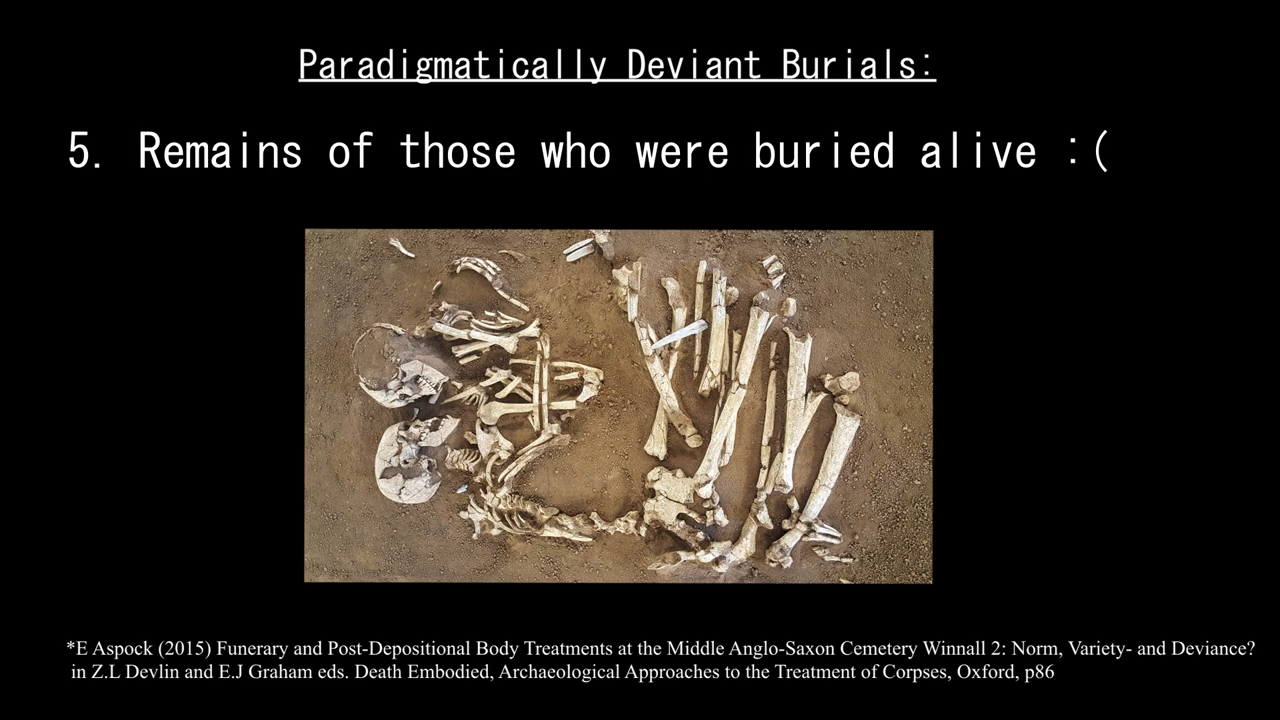 Paradigmatically Deviant Burials:
5. Remains of those who were buried alive :(
*E Aspock (2015) Funerary and Post-Depositional Body Treatments at the Middle Anglo-Saxon Cemetery Winnall 2: Norm, Variety- and Deviance?
in Z.L Devlin and E.J Graham eds. Death Embodied, Archaeological Approaches to the Treatment of Corpses, Oxford, p86